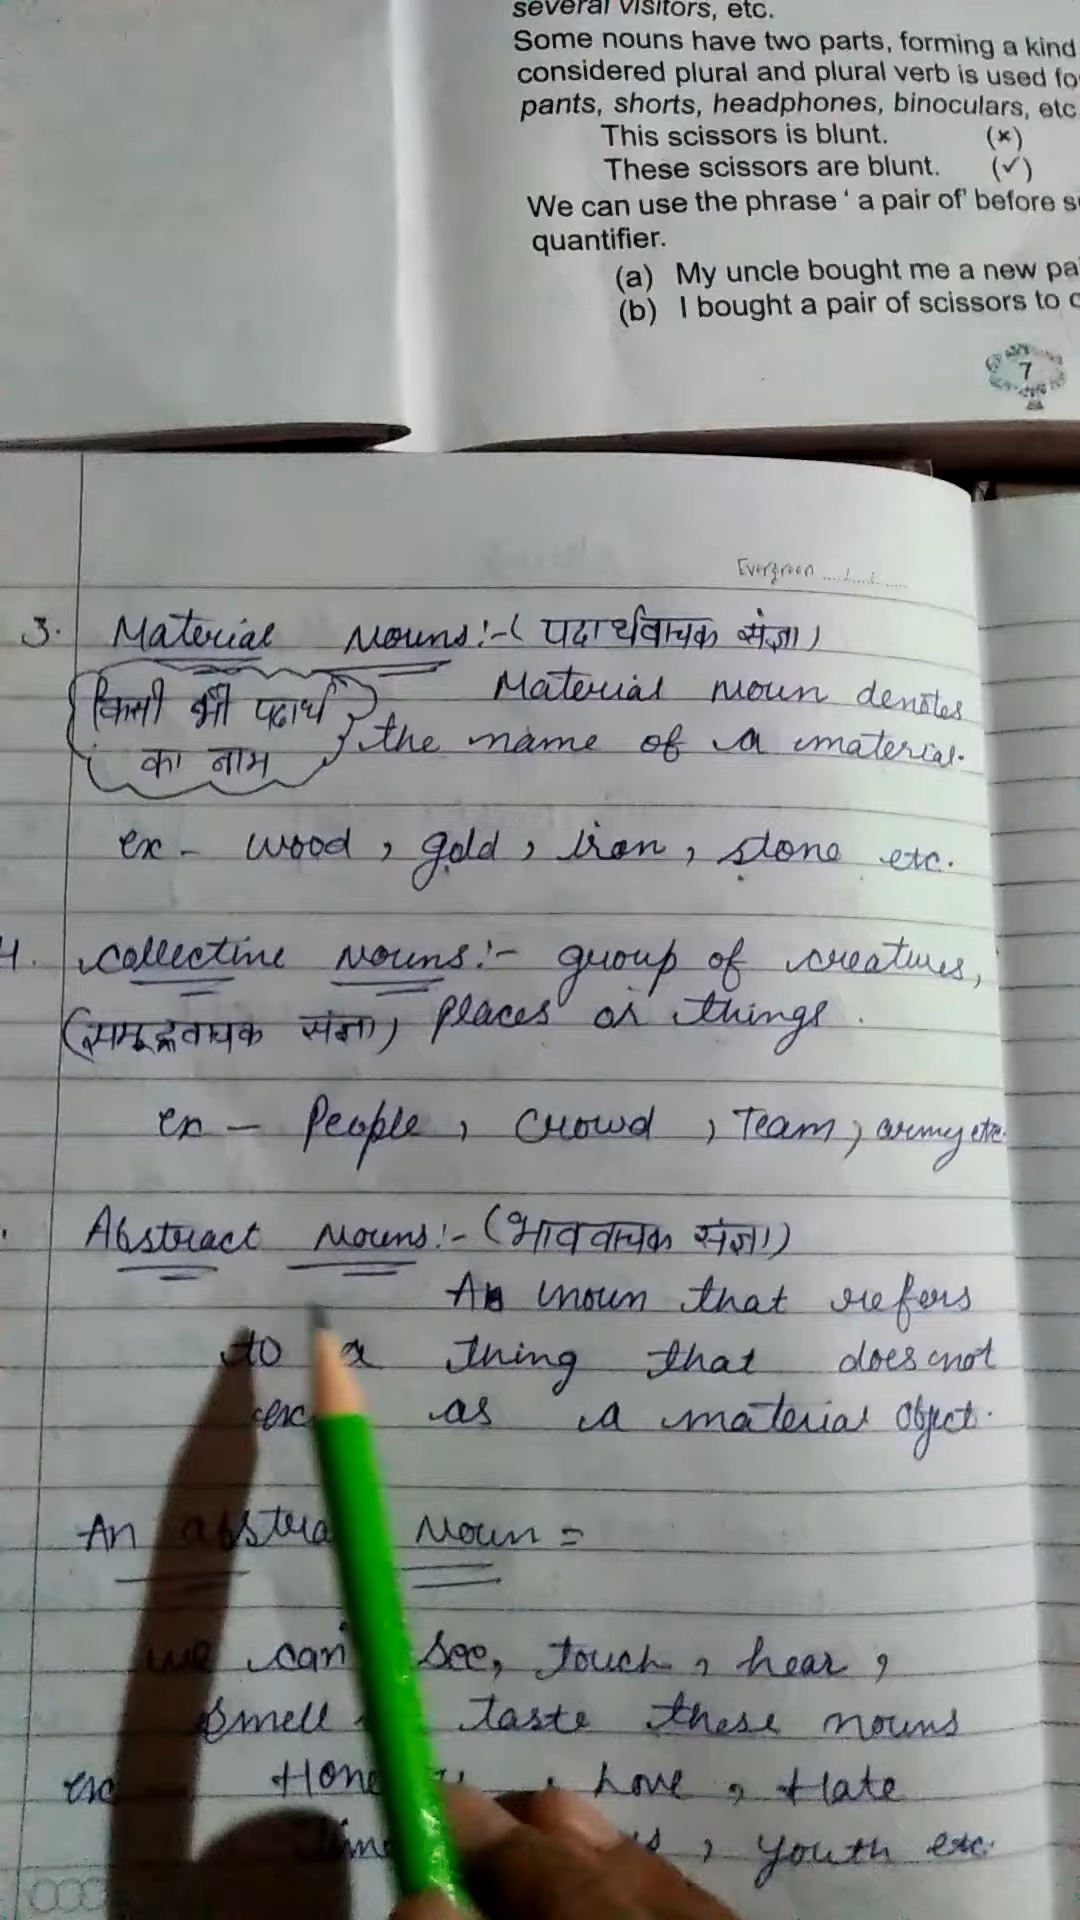 several visitors, etc.
Some nouns have two parts, forming a kind
considered plural and plural verb is used
pants, shorts, headphones, binoculars, etc
This scissors is blunt. (×)
These scissors are blunt. (✓)
We can use the phrase ' a pair of' before
quantifier.
(a) My uncle bought me a new
(b) I bought a pair of scissors to
7
Evergreen
3. Material Nouns:- (पदार्थवाचक संज्ञा)
किसी भी पदार्थ Material noun denotes
का नाम the name of a material.
ex - wood, gold, iron, stone etc.
4. Collective Nouns:- group of creatures,
(समूहवाचक संज्ञा) places or things.
ex - People, Crowd, Team, army etc.
Abstract Nouns:- (भाववाचक संज्ञा)
A noun that refers
to a thing that does not
as a material object.
An Noun =
we can see, touch, hear,
smell taste these nouns
ex Love, Hate
, Youth etc.